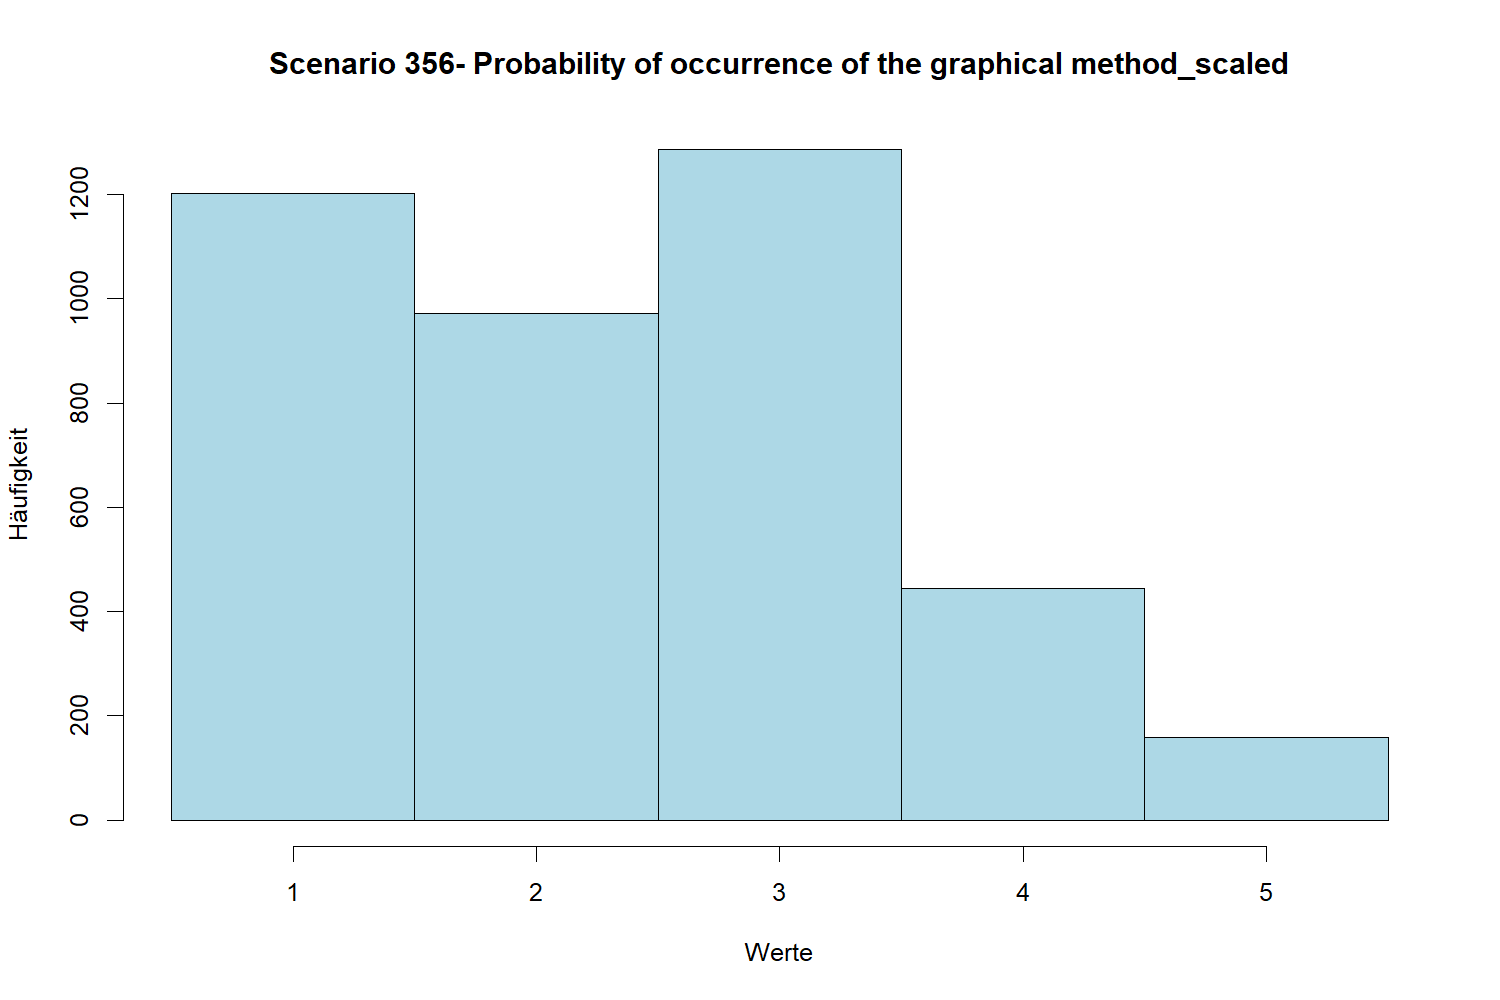 Scenario 356- Probability of occurrence of the graphical method_scaled
Häufigkeit
1200
1000
800
600
400
200
0
1 2 3 4 5
Werte